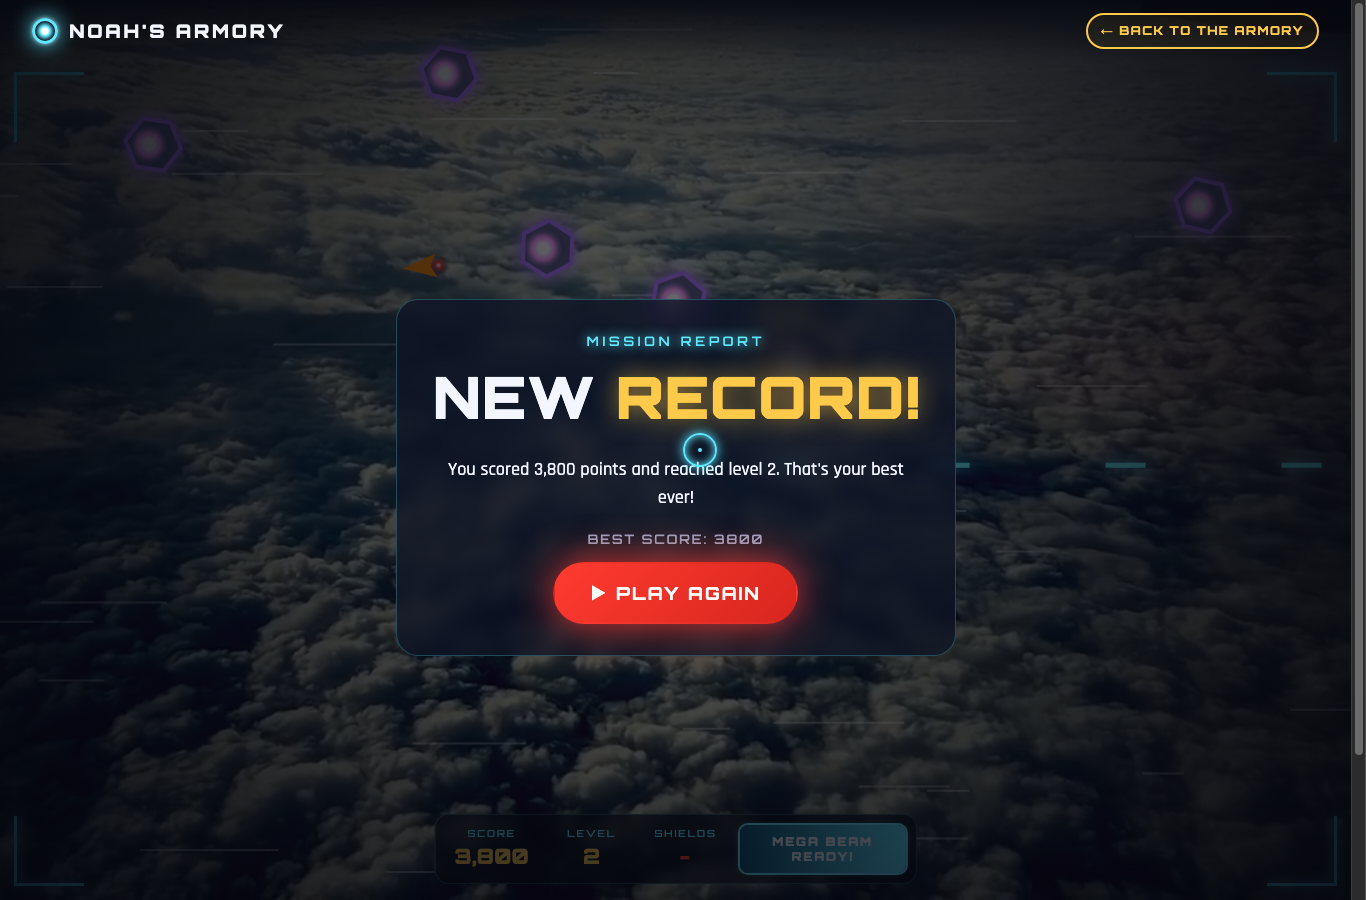 NOAH'S ARMORY
← BACK TO THE ARMORY
MISSION REPORT
NEW RECORD!
You scored 3,800 points and reached level 2. That's your best
ever!
BEST SCORE: 3800
▶ PLAY AGAIN
SCORE LEVEL SHIELDS
3,800 2 -
MEGA BEAM
READY!